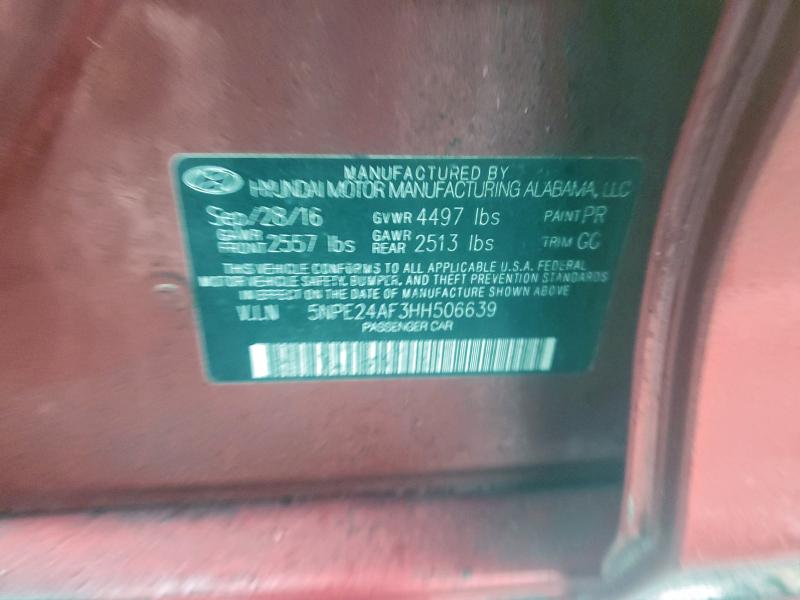 MANUFACTURED BY
HYUNDAI MOTOR MANUFACTURING ALABAMA, LLC
Sep/28/16 GVWR 4497 lbs PAINT PR
GAWR FRONT 2557 lbs GAWR REAR 2513 lbs TRIM GC
THIS VEHICLE CONFORMS TO ALL APPLICABLE U.S.A. FEDERAL
MOTOR VEHICLE SAFETY, BUMPER, AND THEFT PREVENTION STANDARDS
IN EFFECT ON THE DATE OF MANUFACTURE SHOWN ABOVE
V.I.N 5NPE24AF3HH506639
PASSENGER CAR